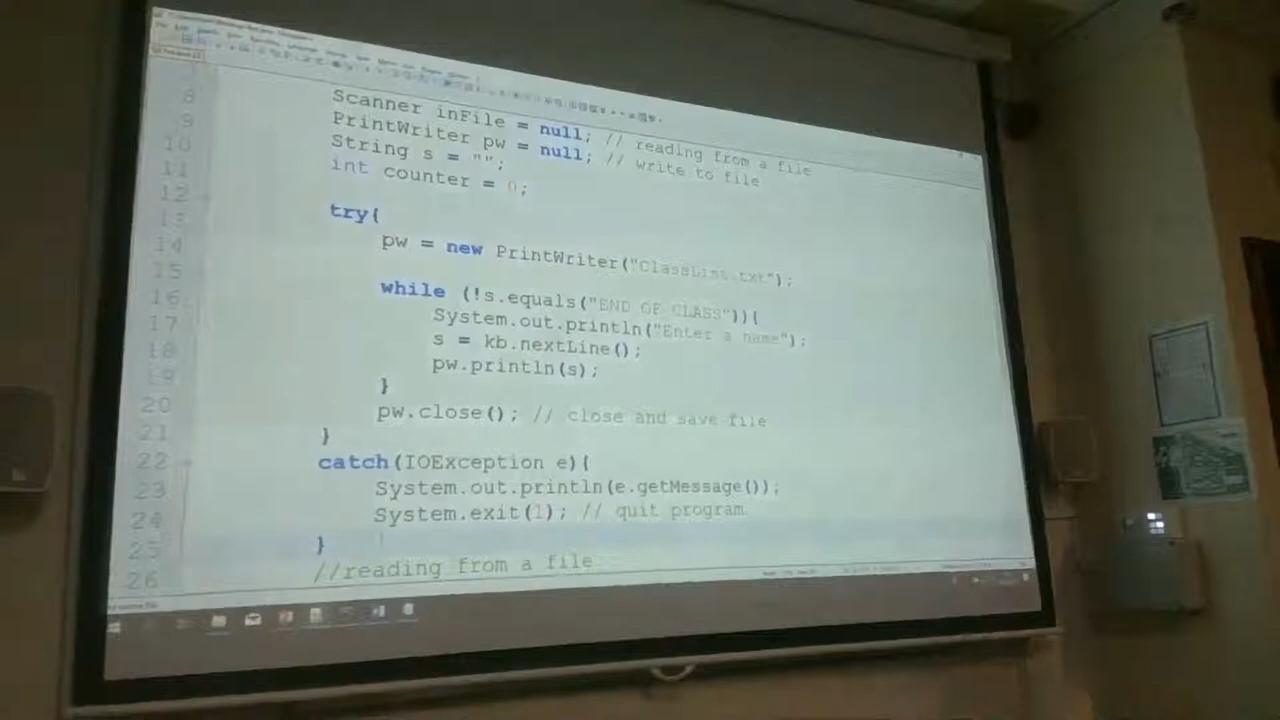 8
Scanner inFile = null; // reading from a file
9
PrintWriter pw = null; // write to file
10
String s = "";
11
int counter = 0;
12
13
try{
14
pw = new PrintWriter("ClassList.txt");
15
16
while (!s.equals("END OF CLASS")){
17
System.out.println("Enter a name");
18
s = kb.nextLine();
19
pw.println(s);
}
20
pw.close(); // close and save file
21
}
22
catch(IOException e){
23
System.out.println(e.getMessage());
24
System.exit(1); // quit program
25
}
26
//reading from a file